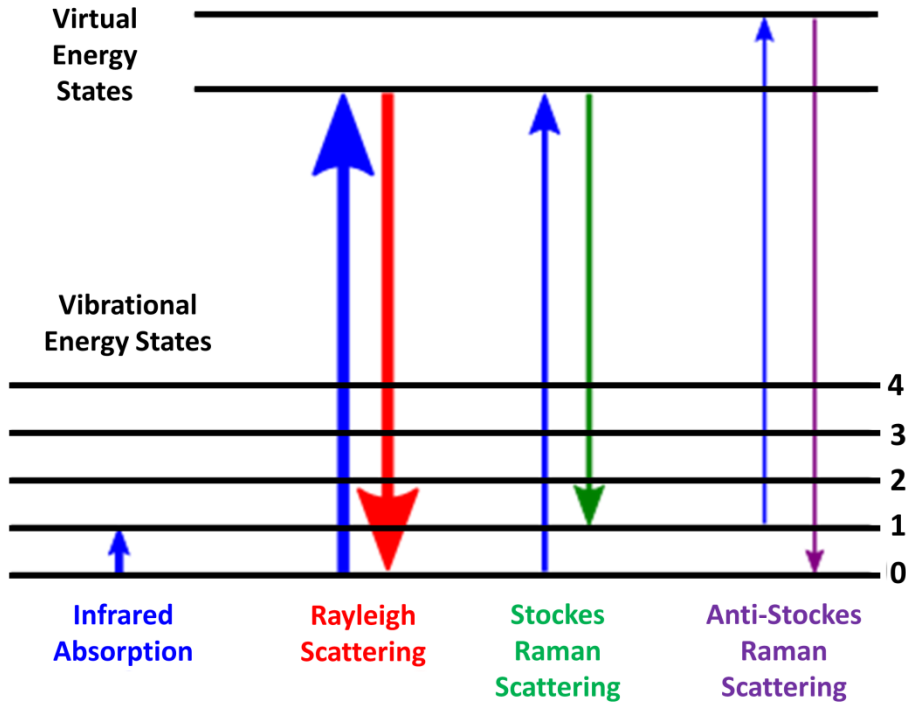 Virtual
Energy
States
Vibrational
Energy States
4
3
2
1
0
Infrared
Absorption
Rayleigh
Scattering
Stockes
Raman
Scattering
Anti-Stockes
Raman
Scattering